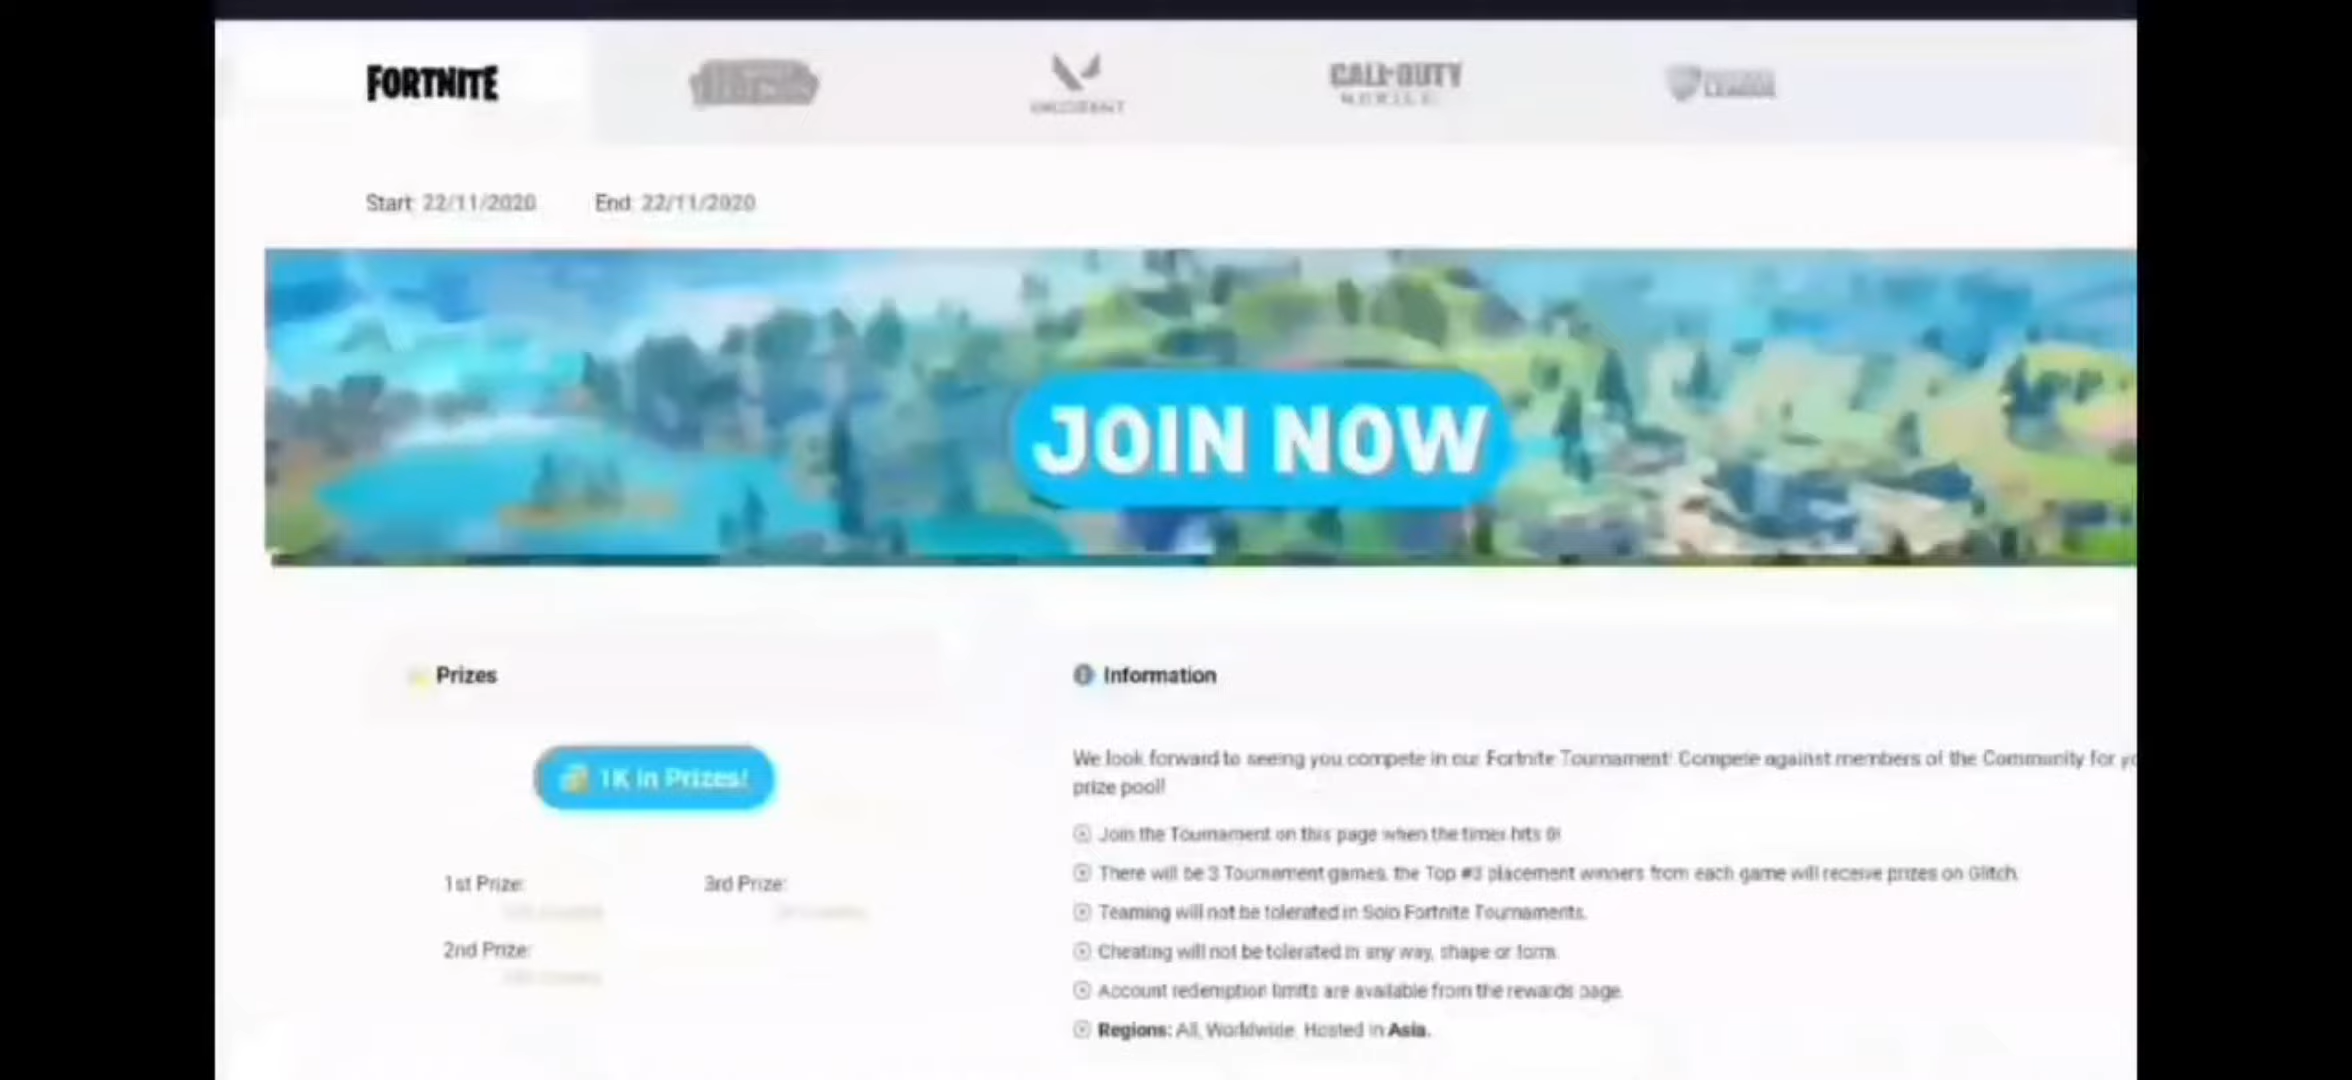 FORTNITE
VALORANT
CALL OF DUTY
MOBILE
LEAGUE
Start: 22/11/2020 End: 22/11/2020
JOIN NOW
Prizes
1K in Prizes!
1st Prize:
3rd Prize:
2nd Prize:
Information
We look forward to seeing you compete in our Fortnite Tournament! Compete against members of the Community for
prize pool!
Join the Tournament on this page when the timer hits 0!
There will be 3 Tournament games, the Top #3 placement winners from each game will receive prizes on Glitch.
Teaming will not be tolerated in Solo Fortnite Tournaments.
Cheating will not be tolerated in any way, shape or form.
Account redemption limits are available from the rewards page.
Regions: All, Worldwide. Hosted in Asia.